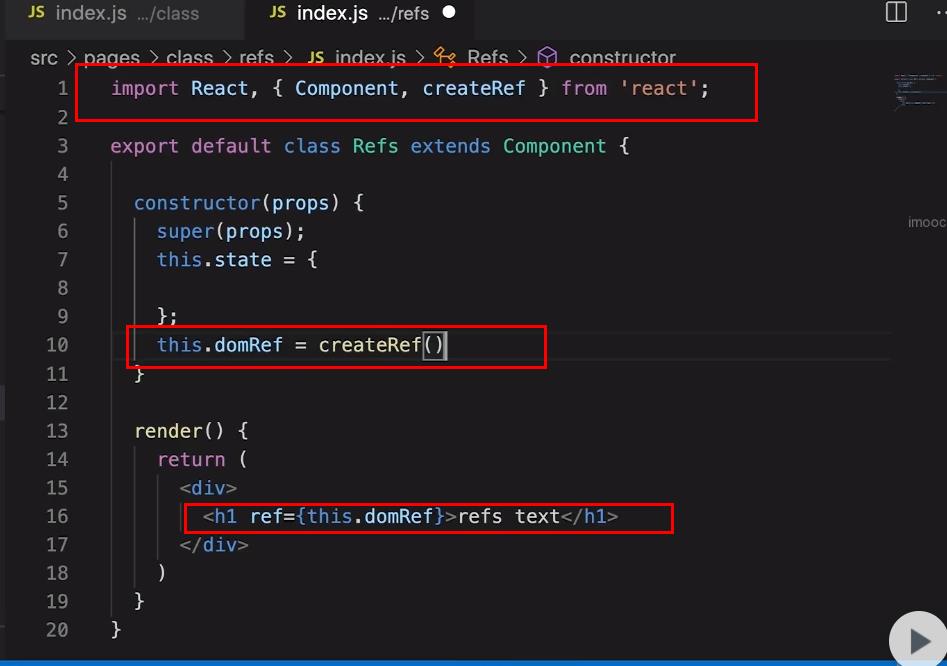 JS index.js .../class JS index.js .../refs
src > pages > class > refs > JS index.js > Refs > constructor
1 import React, { Component, createRef } from 'react';
2
3 export default class Refs extends Component {
4
5 constructor(props) {
6 super(props);
7 this.state = {
8
9 };
10 this.domRef = createRef()
11 }
12
13 render() {
14 return (
15 <div>
16 <h1 ref={this.domRef}>refs text</h1>
17 </div>
18 )
19 }
20 }
imooc